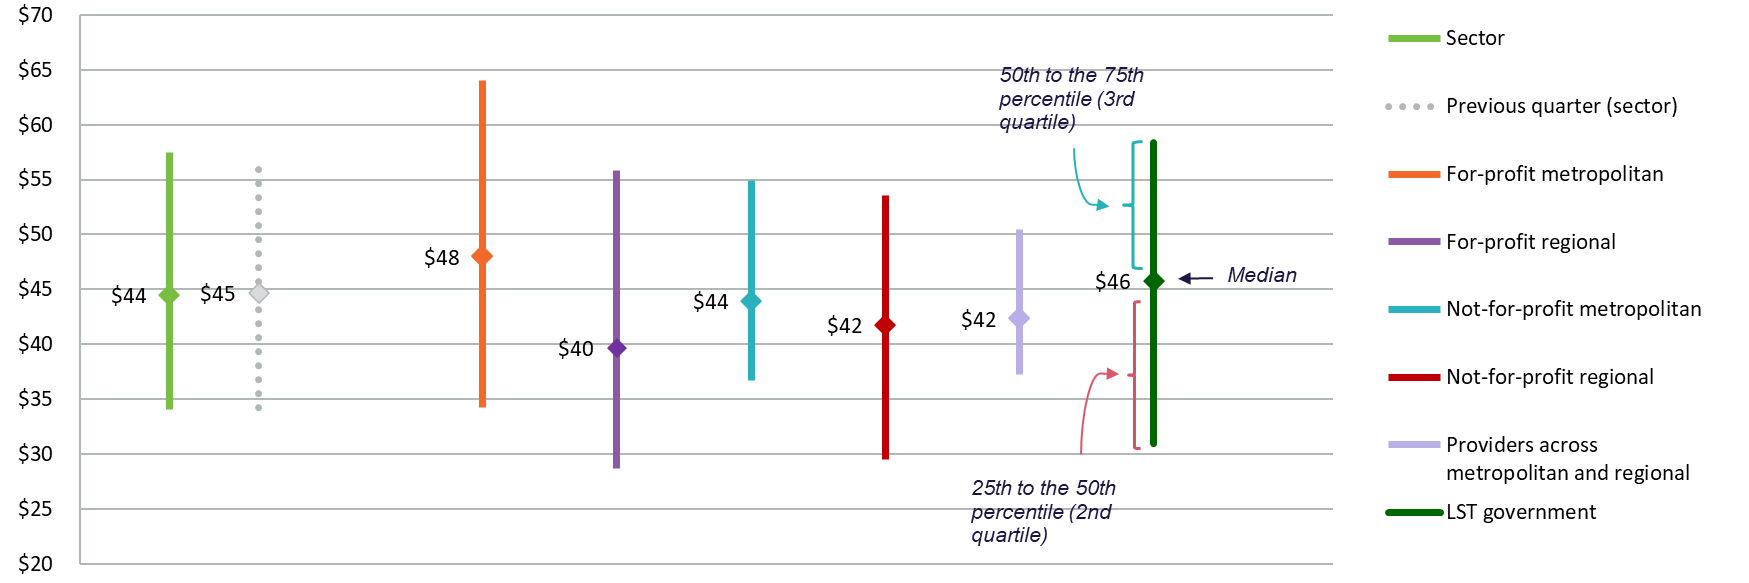 $70
$65
$60
$55
$50
$45
$40
$35
$30
$25
$20
$44
$45
$48
$40
$44
$42
$42
$46
50th to the 75th
percentile (3rd
quartile)
Median
25th to the 50th
percentile (2nd
quartile)
Sector
Previous quarter (sector)
For-profit metropolitan
For-profit regional
Not-for-profit metropolitan
Not-for-profit regional
Providers across
metropolitan and regional
LST government